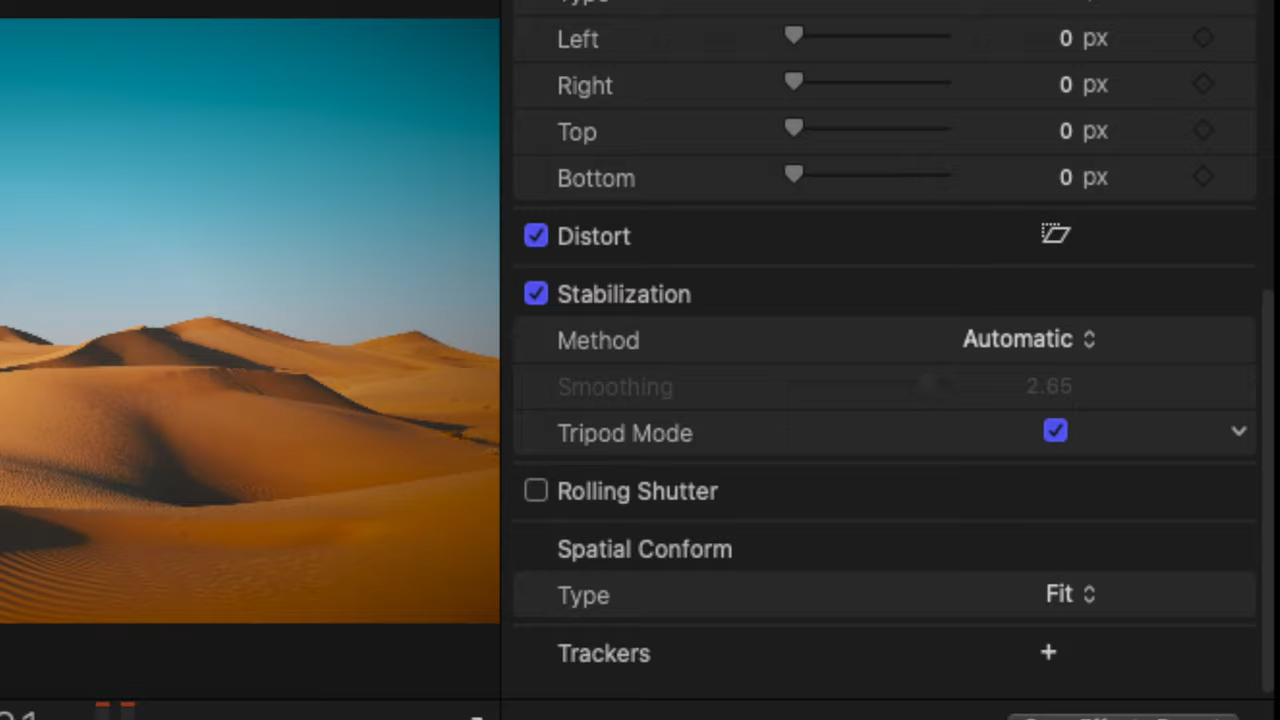 Type
Left 0 px
Right 0 px
Top 0 px
Bottom 0 px
Distort
Stabilization
Method Automatic
Smoothing 2.65
Tripod Mode
Rolling Shutter
Spatial Conform
Type Fit
Trackers +